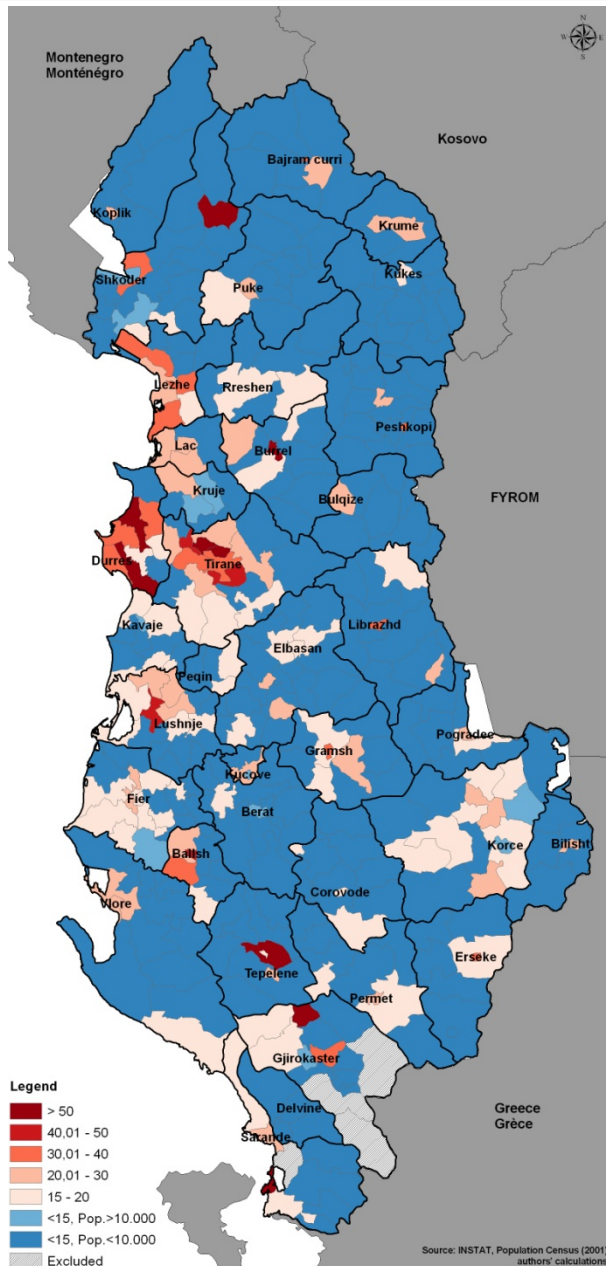 Montenegro
Monténégro
N
W E
S
Kosovo
Bajram curri
Koplik
Krume
Kukes
Shkoder
Puke
Lezhe
Rreshen
Peshkopi
Lac
Burrel
Kruje
Bulqize
FYROM
Durres
Tirane
Kavaje
Librazhd
Elbasan
Peqin
Lushnje
Pogradec
Gramsh
Kucove
Fier
Berat
Korce
Bilisht
Ballsh
Corovode
Vlore
Erseke
Tepelene
Permet
Gjirokaster
Delvine
Greece
Grèce
Sarande
Legend
> 50
40,01 - 50
30,01 - 40
20,01 - 30
15 - 20
<15, Pop.>10.000
<15, Pop.<10.000
Excluded
Source: INSTAT, Population Census (2001)
authors' calculations